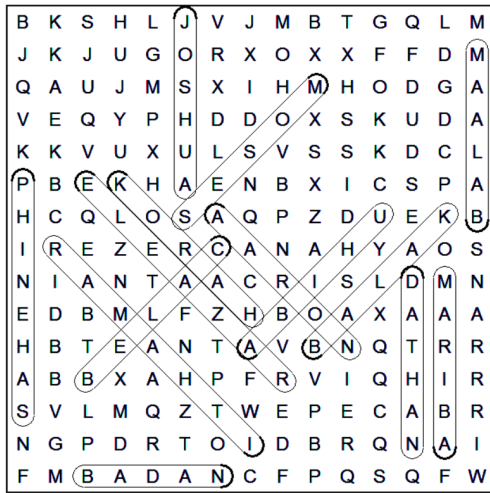 B K S H L J V J M B T G Q L M
J K J U G O R X O X X F F D M
Q A U J M S X I H M H O D G A
V E Q Y P H D D O X S K U D A
K K V U X U L S V S S K D C L
P B E K H A E N B X I C S P A
H C Q L O S A Q P Z D U E K B
I R E Z E R C A N A H Y A O S
N I A N T A A C R I S L D M N
E D B M L F Z H B O A X A A A
H B T E A N T A V B N Q T R R
A B B X A H P F R V I Q H I R
S V L M Q Z T W E P E C A B R
N G P D R T O I D B R Q N A I
F M B A D A N C F P Q S Q F W